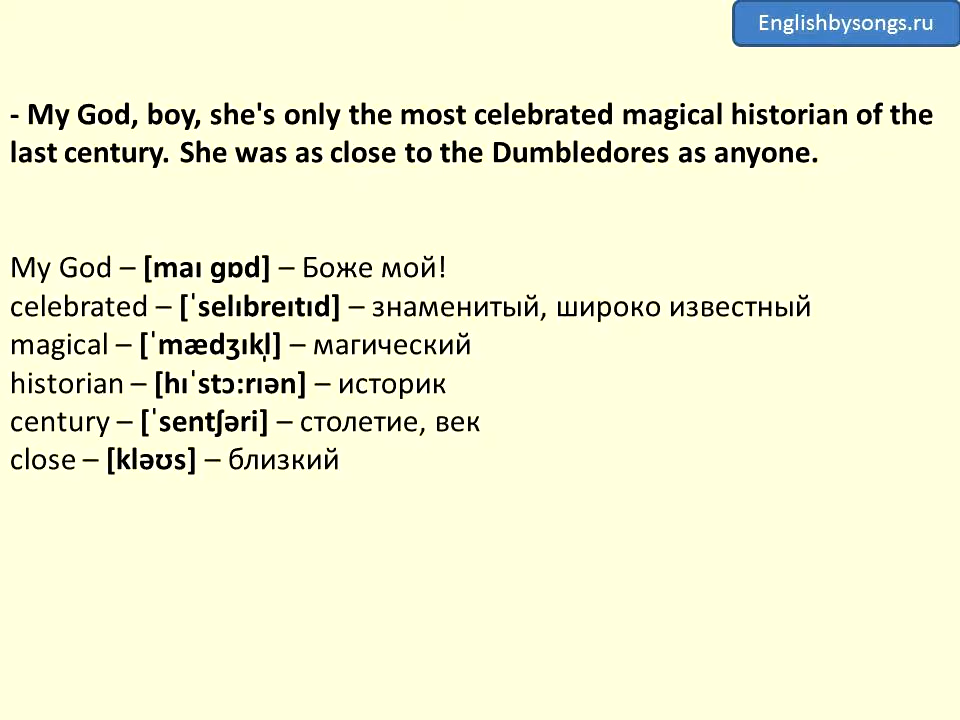 Englishbysongs.ru
- My God, boy, she's only the most celebrated magical historian of the
last century. She was as close to the Dumbledores as anyone.
My God – [maɪ gɒd] – Боже мой!
celebrated – [ˈselɪbreɪtɪd] – знаменитый, широко известный
magical – [ˈmædʒɪkl̩] – магический
historian – [hɪˈstɔ:rɪən] – историк
century – [ˈsentʃəri] – столетие, век
close – [kləʊs] – близкий